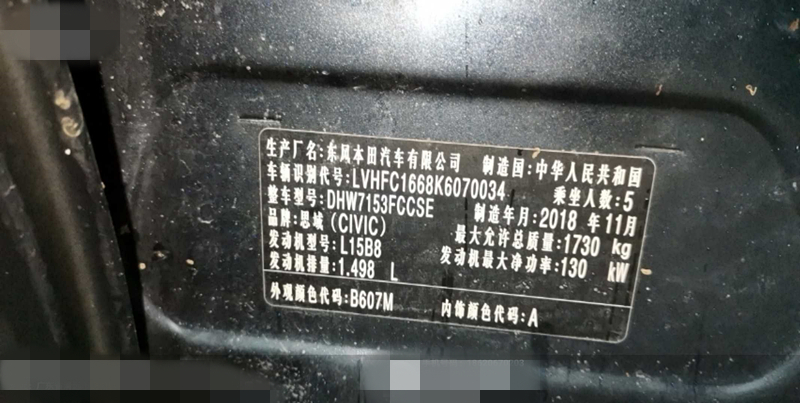 生产厂名:东风本田汽车有限公司 制造国:中华人民共和国
车辆识别代号:LVHFC1668K6070034 乘坐人数:5
整车型号:DHW7153FCCSE 制造年月:2018 年 11月
品牌:思域(CIVIC) 最大允许总质量:1730 kg
发动机型号:L15B8 发动机最大净功率:130 kW
发动机排量:1.498 L
外观颜色代码:B607M 内饰颜色代码:A